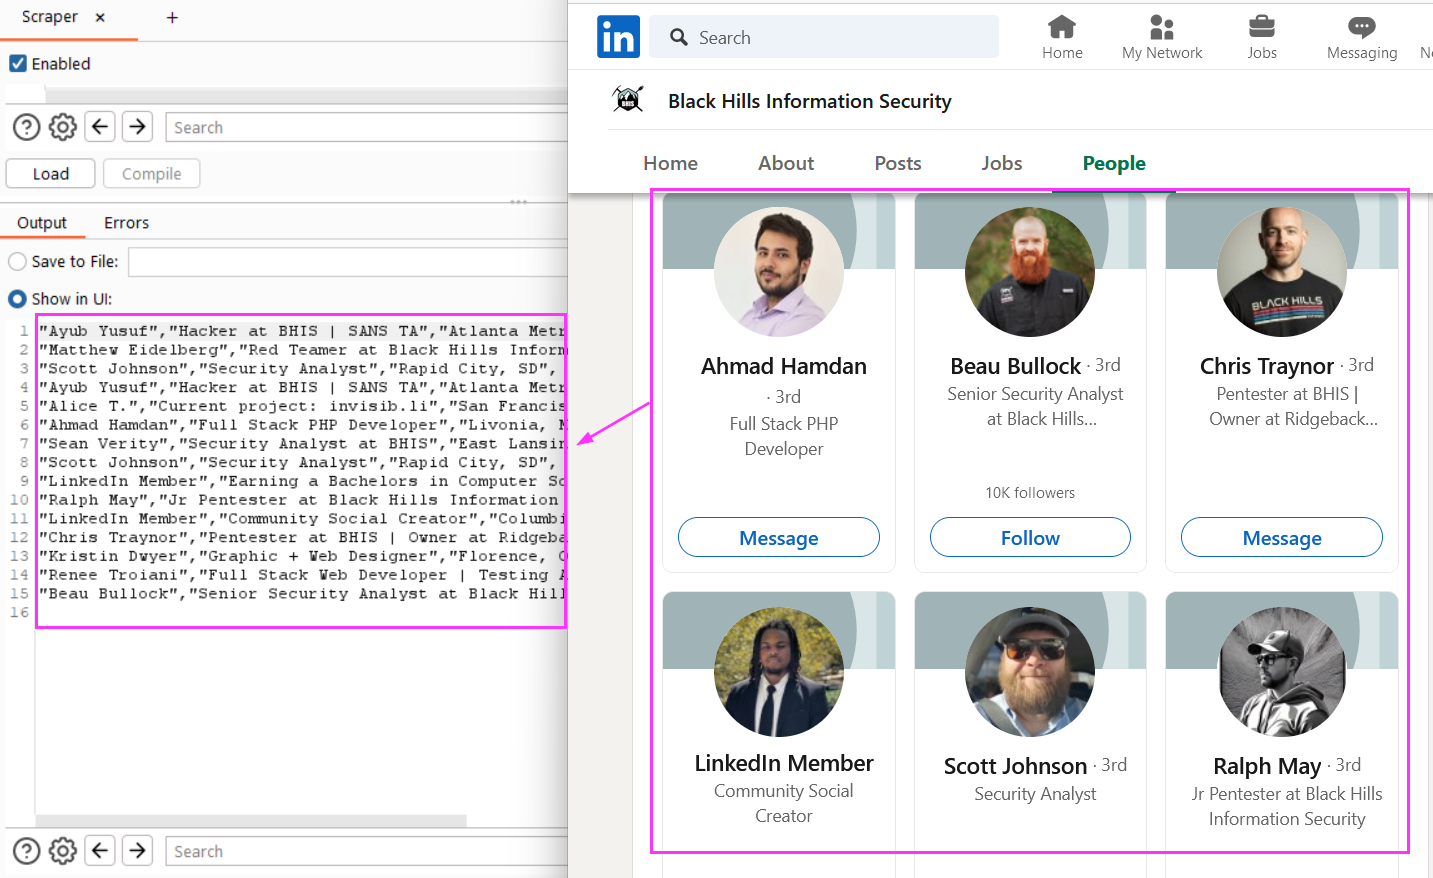 Scraper × +
Enabled
Search
Load Compile
Output Errors
Save to File:
Show in UI:
1 "Ayub Yusuf","Hacker at BHIS | SANS TA","Atlanta Metr
2 "Matthew Eidelberg","Red Teamer at Black Hills Inform
3 "Scott Johnson","Security Analyst","Rapid City, SD",
4 "Ayub Yusuf","Hacker at BHIS | SANS TA","Atlanta Metr
5 "Alice T.","Current project: invisib.li","San Francis
6 "Ahmad Hamdan","Full Stack PHP Developer","Livonia, M
7 "Sean Verity","Security Analyst at BHIS","East Lansin
8 "Scott Johnson","Security Analyst","Rapid City, SD",
9 "LinkedIn Member","Earning a Bachelors in Computer Sc
10 "Ralph May","Jr Pentester at Black Hills Information
11 "LinkedIn Member","Community Social Creator","Columbi
12 "Chris Traynor","Pentester at BHIS | Owner at Ridgeba
13 "Kristin Dwyer","Graphic + Web Designer","Florence, C
14 "Renee Troiani","Full Stack Web Developer | Testing A
15 "Beau Bullock","Senior Security Analyst at Black Hill
16
Search
in Search
Home My Network Jobs Messaging
BHIS Black Hills Information Security
Home About Posts Jobs People
BLACK HILLS
Ahmad Hamdan
· 3rd
Full Stack PHP
Developer
Message
Beau Bullock · 3rd
Senior Security Analyst
at Black Hills...
10K followers
Follow
Chris Traynor · 3rd
Pentester at BHIS |
Owner at Ridgeback...
Message
LinkedIn Member
Community Social
Creator
Scott Johnson · 3rd
Security Analyst
Ralph May · 3rd
Jr Pentester at Black Hills
Information Security